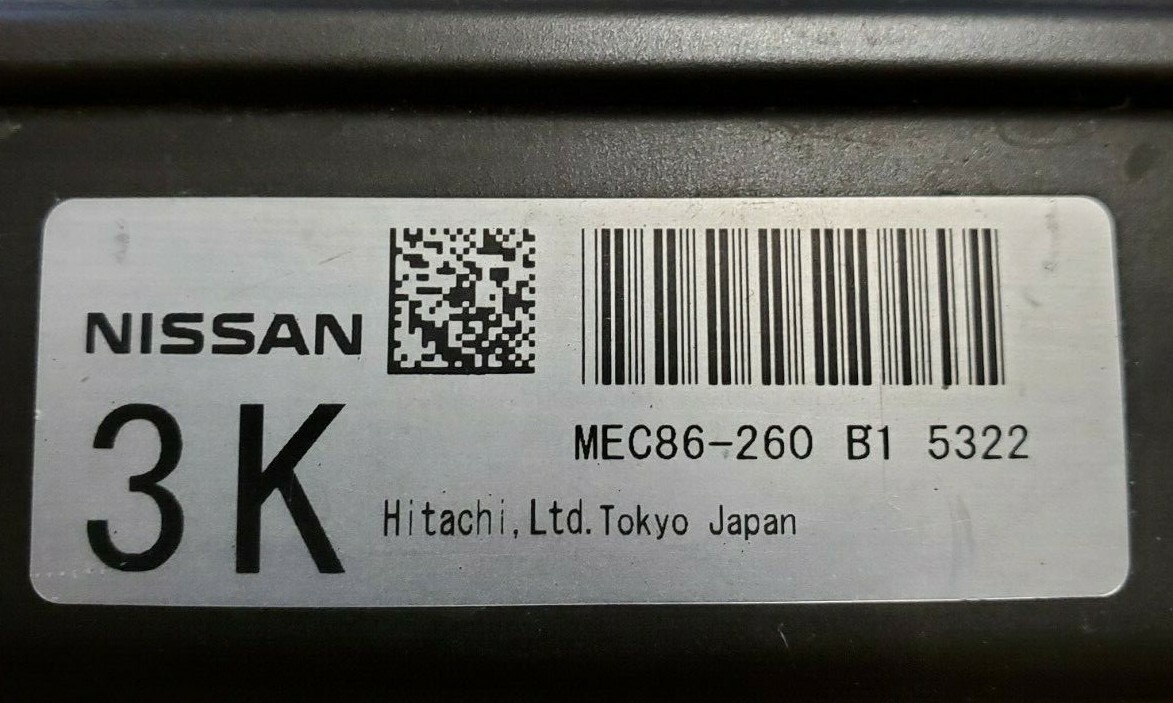 NISSAN
3K
MEC86-260 B1 5322
Hitachi,Ltd.Tokyo Japan